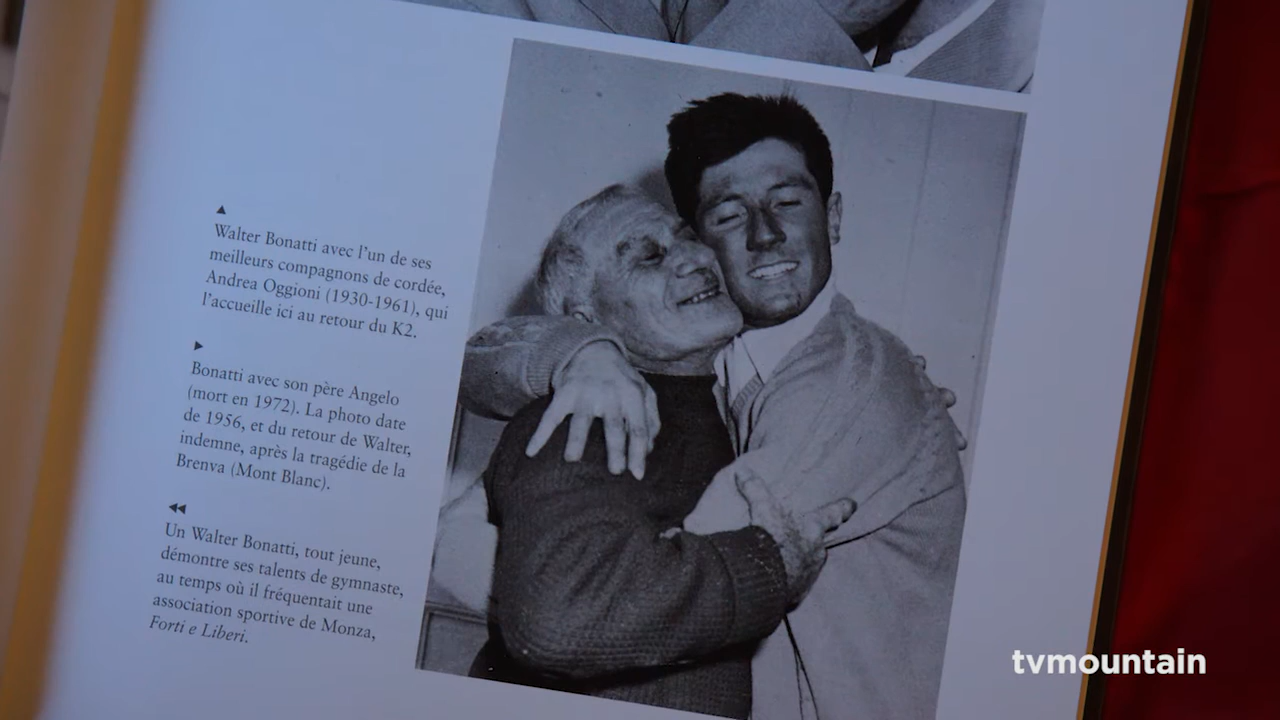 ▲
Walter Bonatti avec l'un de ses
meilleurs compagnons de cordée,
Andrea Oggioni (1930-1961), qui
l'accueille ici au retour du K2.
▶
Bonatti avec son père Angelo
(mort en 1972). La photo date
de 1956, et du retour de Walter,
indemne, après la tragédie de la
Brenva (Mont Blanc).
◀◀
Un Walter Bonatti, tout jeune,
démontre ses talents de gymnaste,
au temps où il fréquentait une
association sportive de Monza,
Forti e Liberi.
tvmountain